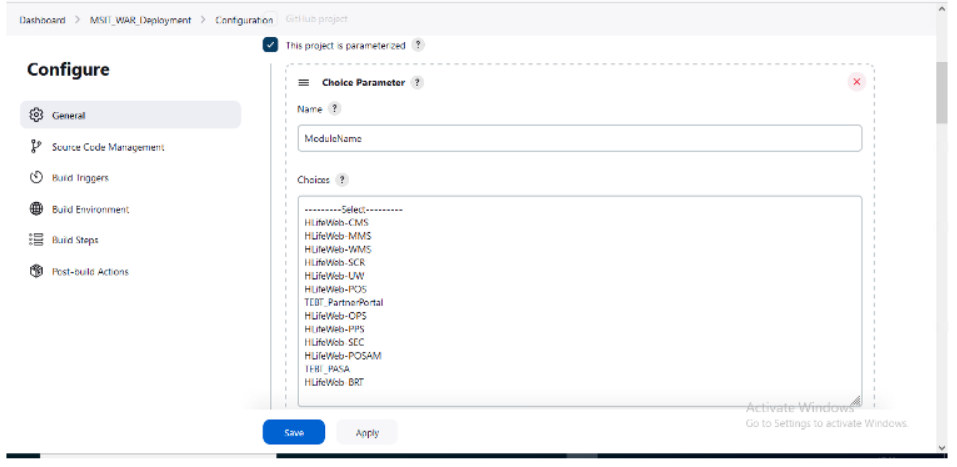 Dashboard > MSIT_WAR_Deployment > Configuration
GitHub project
This project is parameterized ?
Configure
General
Source Code Management
Build Triggers
Build Environment
Build Steps
Post-build Actions
Choice Parameter ?
Name ?
ModuleName
Choices ?
---------Select---------
HLifeWeb-CMS
HLifeWeb-MMS
HLifeWeb-WMS
HLifeWeb-SCR
HLifeWeb-UW
HLifeWeb-POS
TEBT_PartnerPortal
HLifeWeb-OPS
HLifeWeb-PPS
HLifeWeb-SEC
HLifeWeb-POSAM
TEBT_PASA
HLifeWeb-BRT
Save
Apply
Activate Windows
Go to Settings to activate Windows.